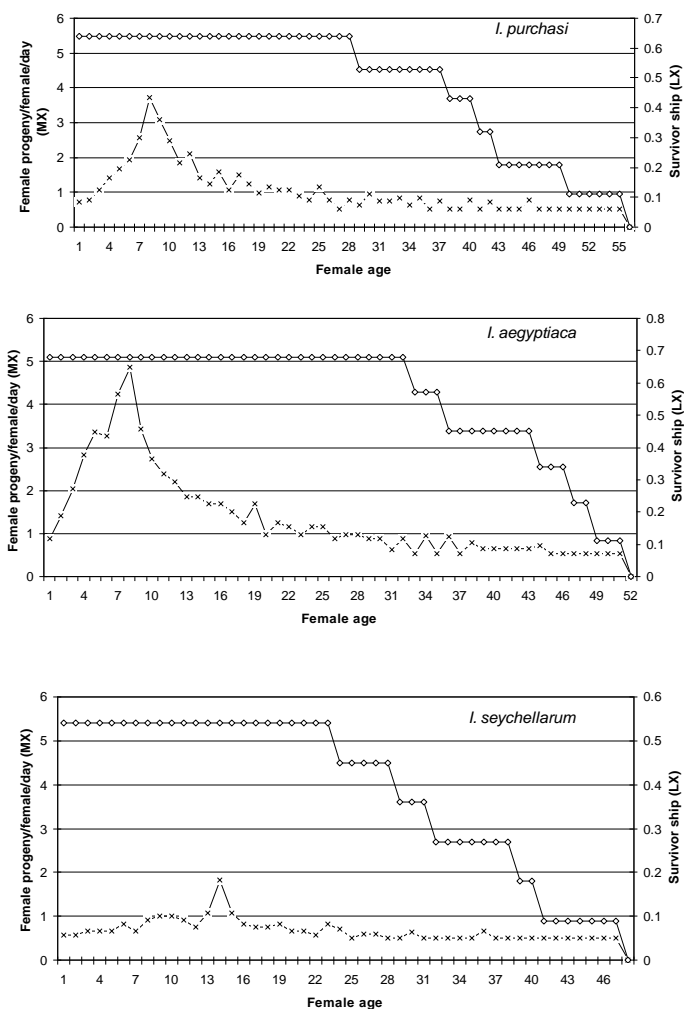 I. purchasi
Female progeny/female/day
(MX)
6
5
4
3
2
1
0
0.7
0.6
0.5
0.4
0.3
0.2
0.1
0
Survivor ship (LX)
1 4 7 10 13 16 19 22 25 28 31 34 37 40 43 46 49 52 55
Female age
I. aegyptiaca
Female progeny/female/day (MX)
6
5
4
3
2
1
0
0.8
0.7
0.6
0.5
0.4
0.3
0.2
0.1
0
Survivor ship (LX)
1 4 7 10 13 16 19 22 25 28 31 34 37 40 43 46 49 52
Female age
I. seychellarum
Female progeny/female/day (MX)
6
5
4
3
2
1
0
0.6
0.5
0.4
0.3
0.2
0.1
0
Survivor ship (LX)
1 4 7 10 13 16 19 22 25 28 31 34 37 40 43 46
Female age